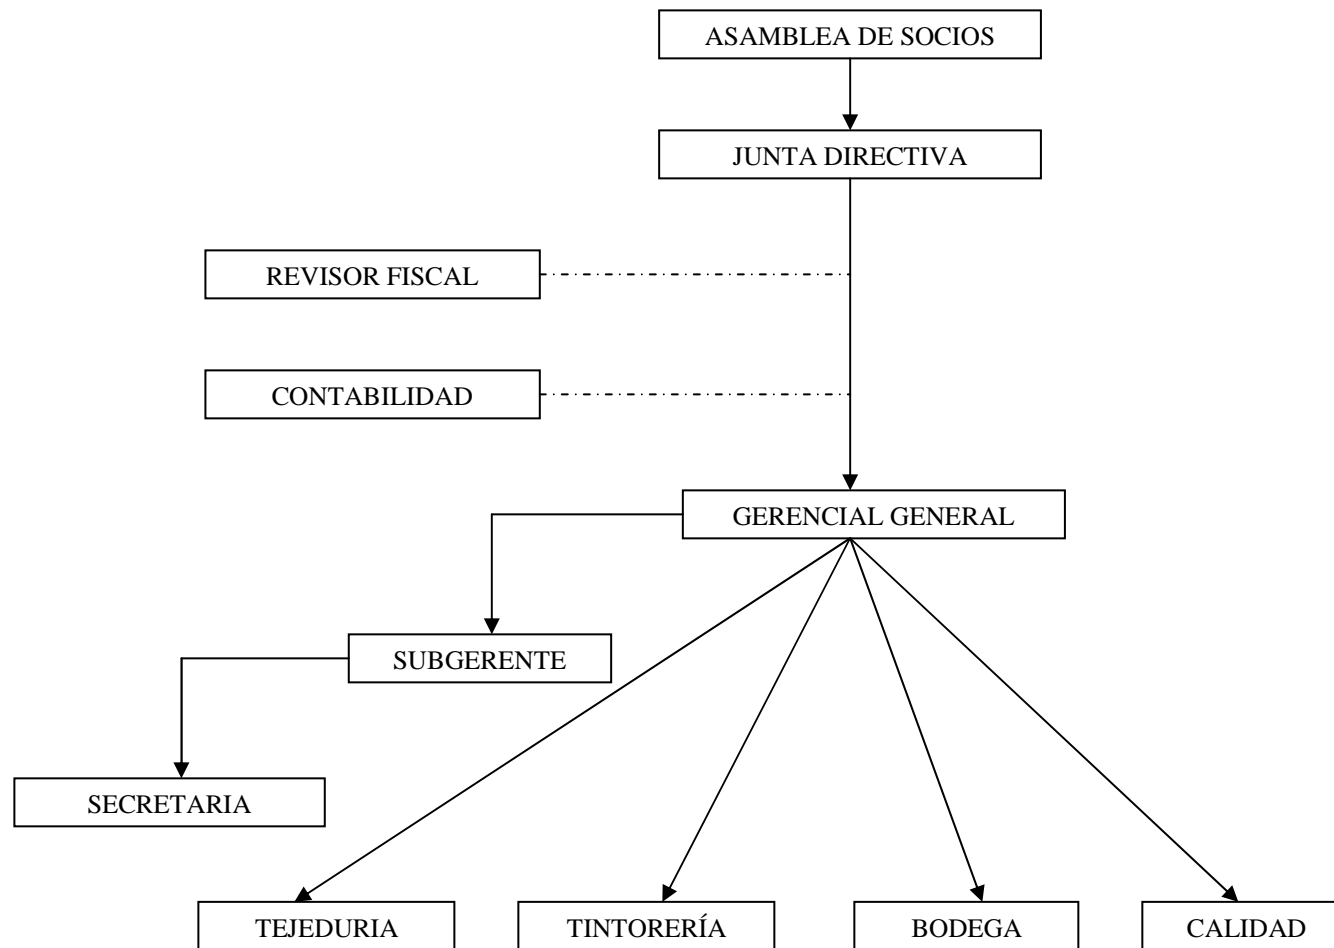 ASAMBLEA DE SOCIOS
JUNTA DIRECTIVA
REVISOR FISCAL
CONTABILIDAD
GERENCIAL GENERAL
SUBGERENTE
SECRETARIA
TEJEDURIA
TINTORERÍA
BODEGA
CALIDAD